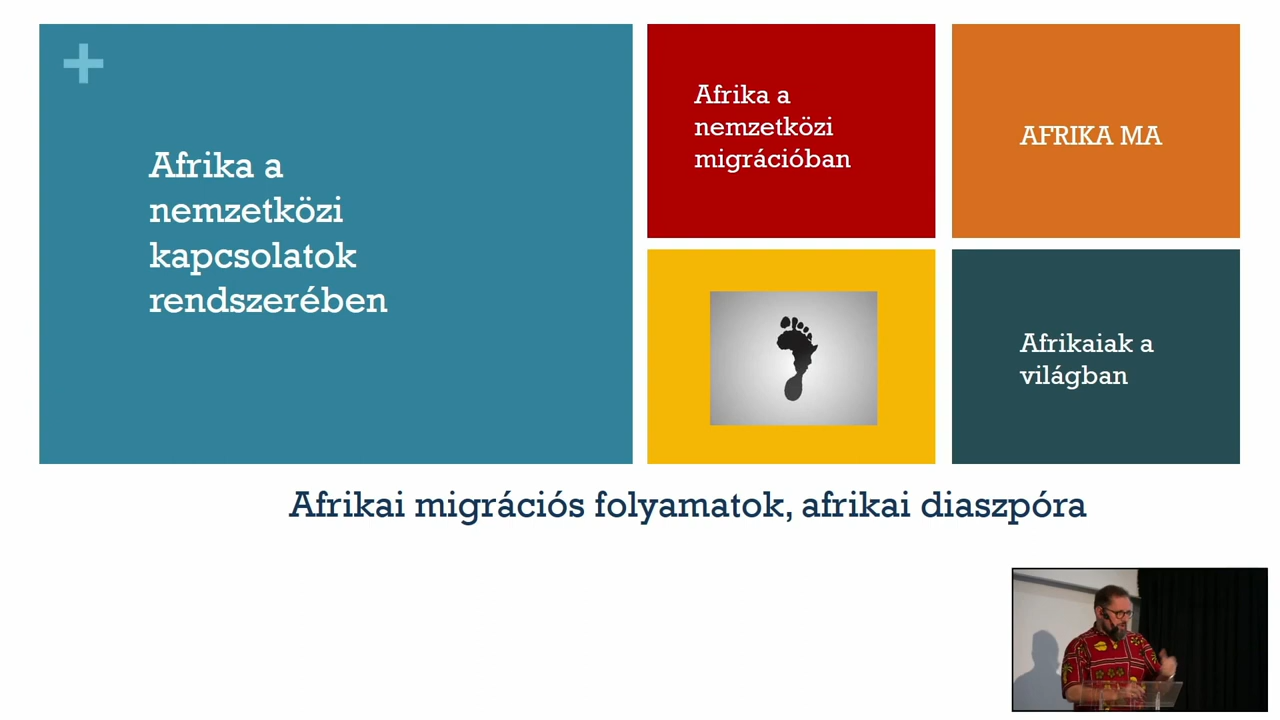 Afrika a
nemzetközi
kapcsolatok
rendszerében
Afrika a
nemzetközi
migrációban
AFRIKA MA
Afrikaiak a
világban
Afrikai migrációs folyamatok, afrikai diaszpóra